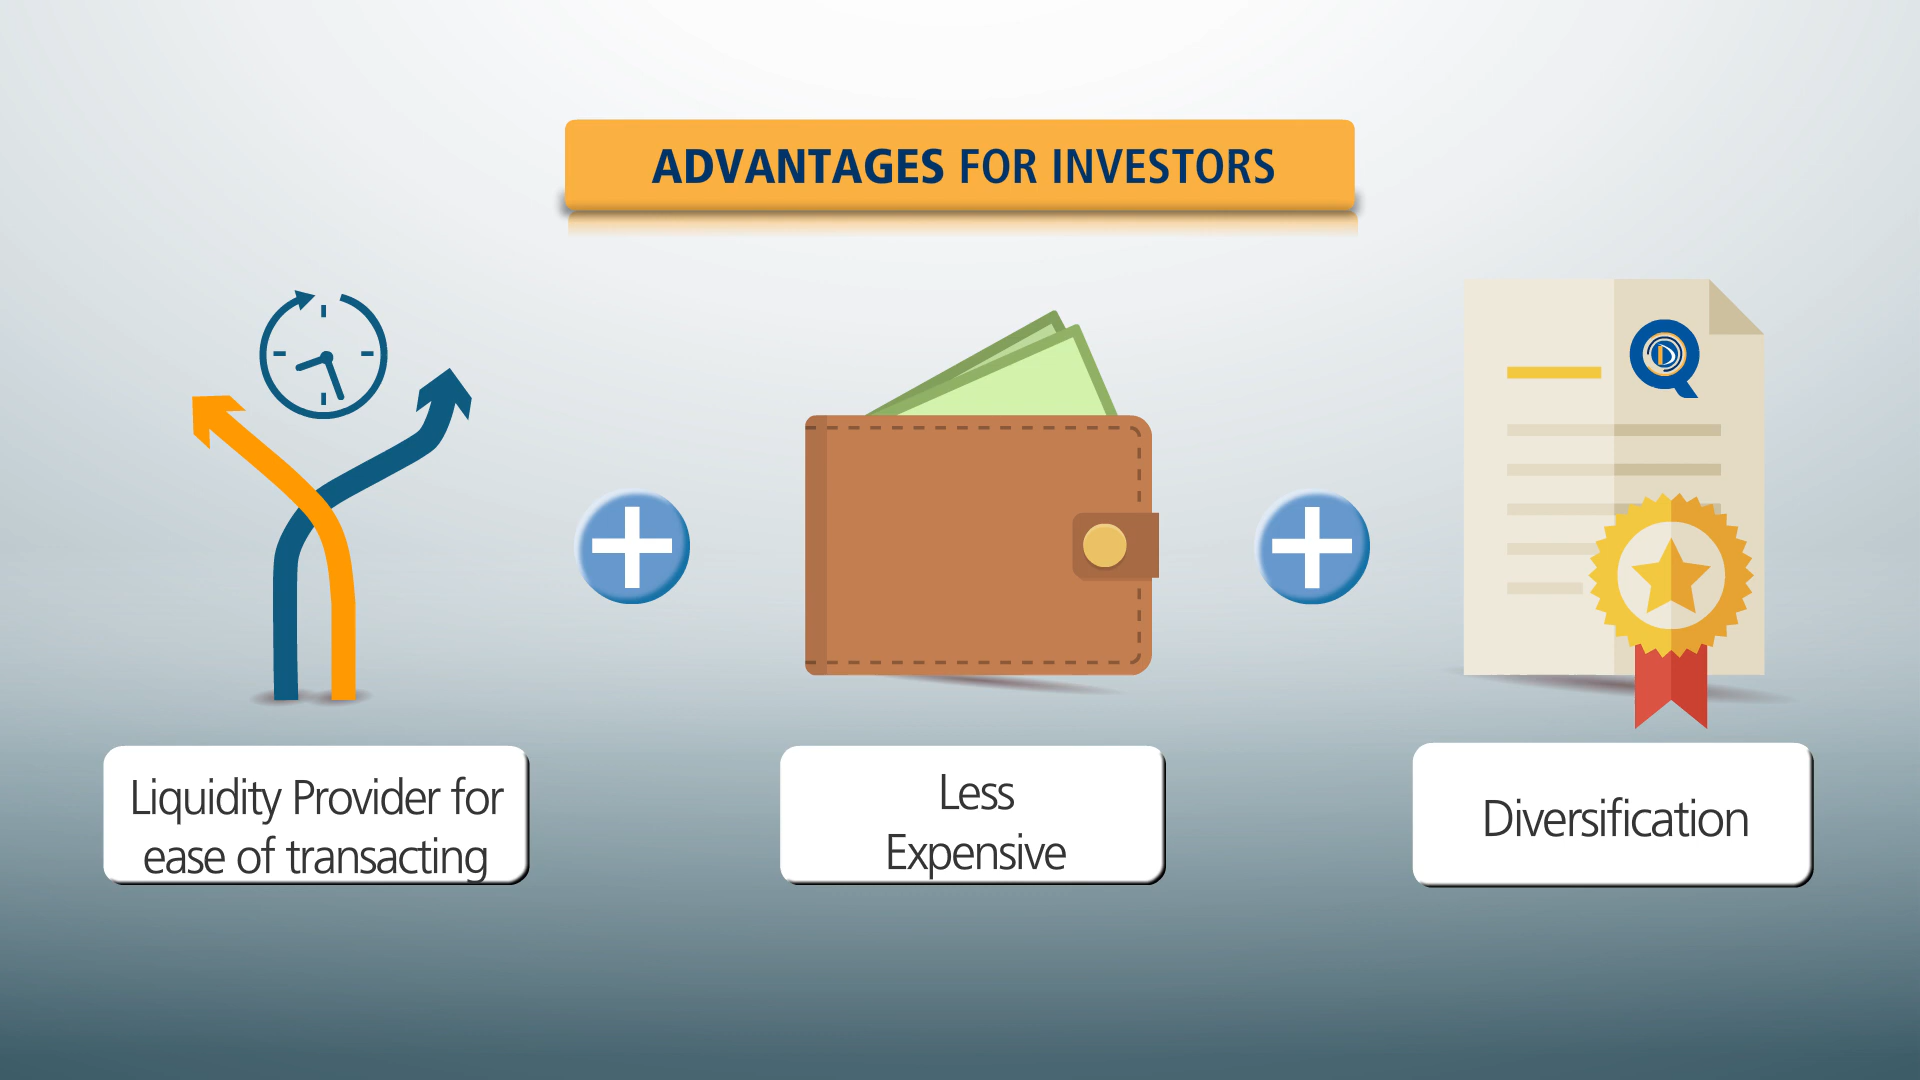 ADVANTAGES FOR INVESTORS
Liquidity Provider for
ease of transacting
Less
Expensive
Diversification